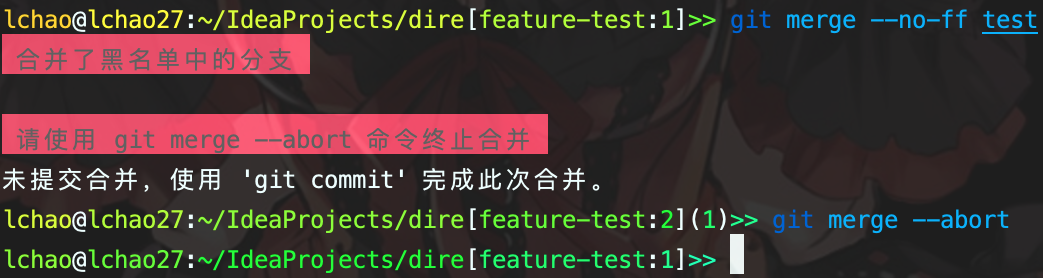 lchao@lchao27:~/IdeaProjects/dire[feature-test:1]>> git merge --no-ff test
合并了黑名单中的分支
请使用 git merge --abort 命令终止合并
未提交合并，使用 'git commit' 完成此次合并。
lchao@lchao27:~/IdeaProjects/dire[feature-test:2](1)>> git merge --abort
lchao@lchao27:~/IdeaProjects/dire[feature-test:1]>>